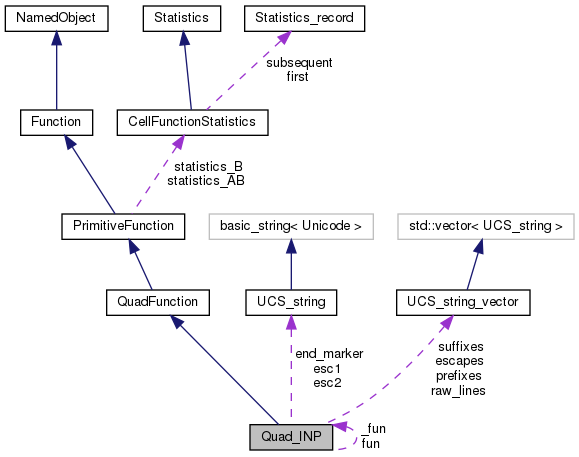 NamedObject
Statistics
Statistics_record
subsequent
first
Function
CellFunctionStatistics
statistics_B
statistics_AB
PrimitiveFunction
basic_string< Unicode >
std::vector< UCS_string >
QuadFunction
UCS_string
UCS_string_vector
end_marker
esc1
esc2
suffixes
escapes
prefixes
raw_lines
Quad_INP
_fun
fun